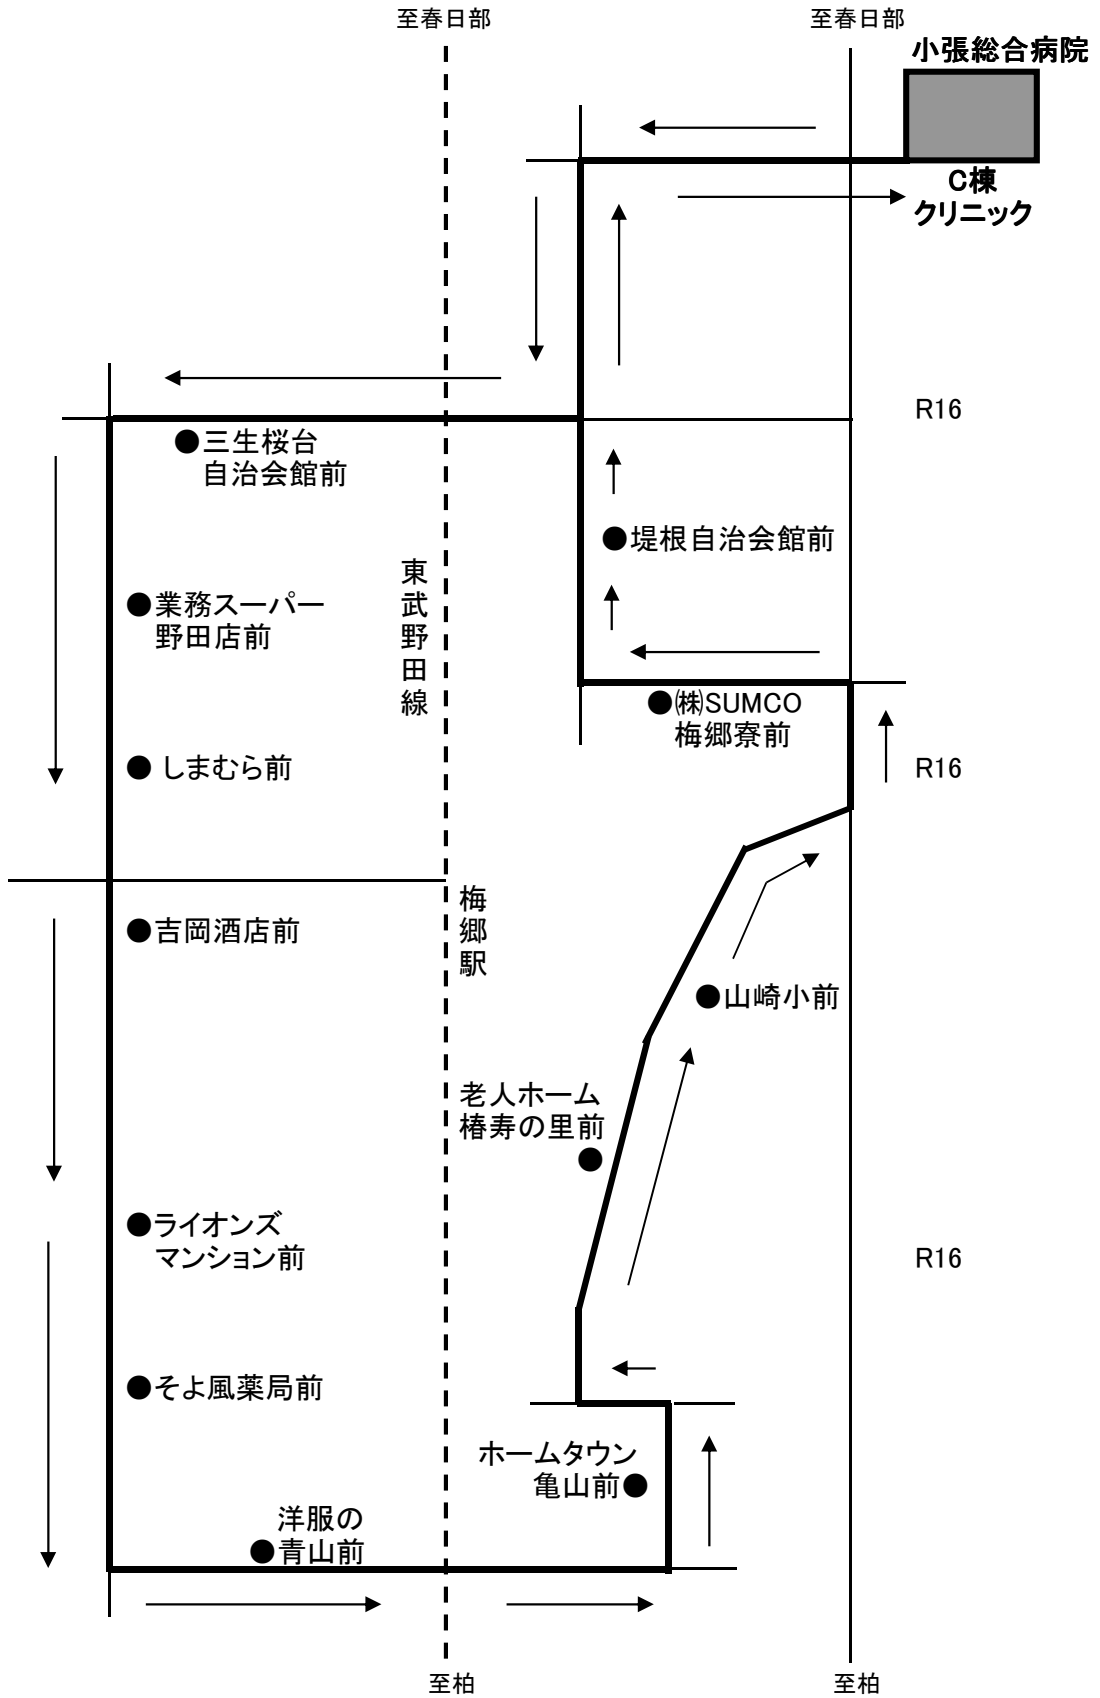 至春日部
至春日部
小張総合病院
C棟
クリニック
R16
●三生桜台
自治会館前
●堤根自治会館前
東武野田線
●業務スーパー
野田店前
●㈱SUMCO
梅郷寮前
●しまむら前
R16
梅郷駅
●吉岡酒店前
●山崎小前
老人ホーム
椿寿の里前
●
●ライオンズ
マンション前
R16
●そよ風薬局前
ホームタウン
亀山前●
洋服の
●青山前
至柏
至柏